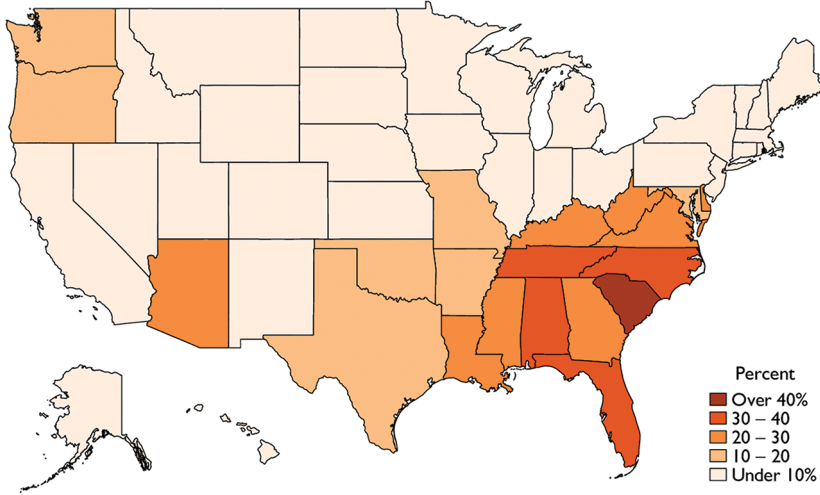 Percent
Over 40%
30 – 40
20 – 30
10 – 20
Under 10%